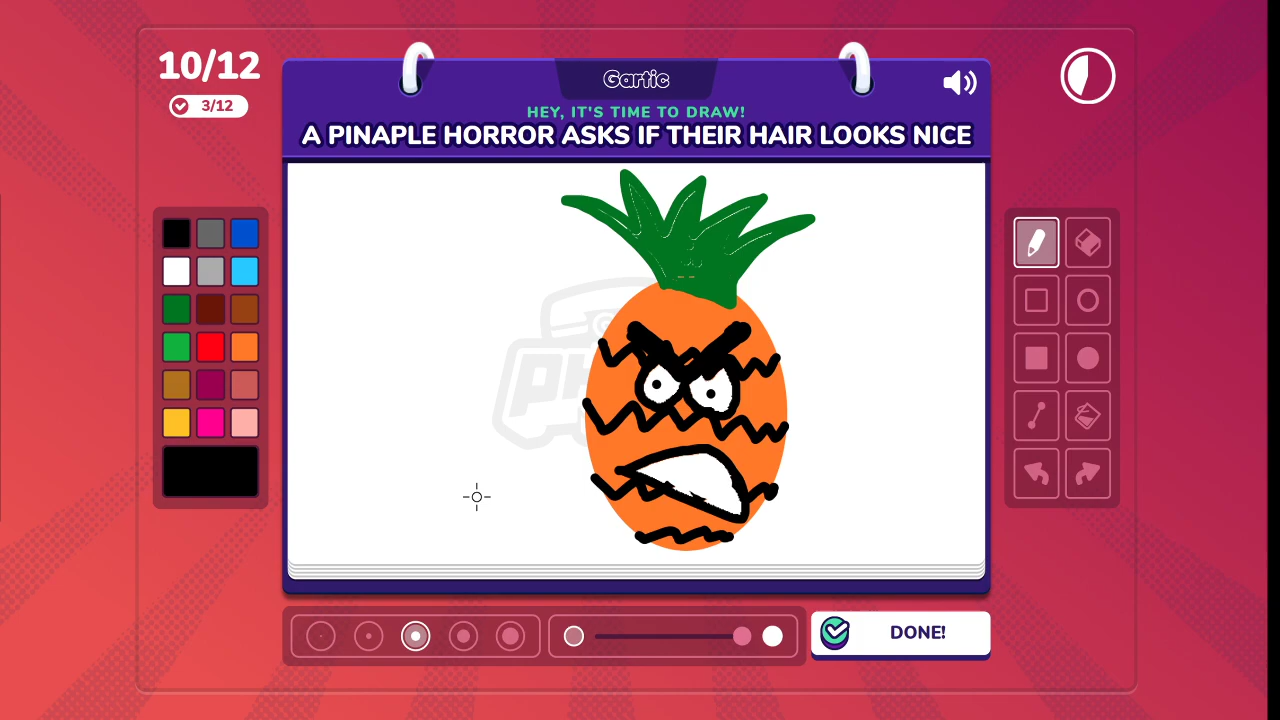 10/12
3/12
Gartic
HEY, IT'S TIME TO DRAW!
A PINAPLE HORROR ASKS IF THEIR HAIR LOOKS NICE
DONE!